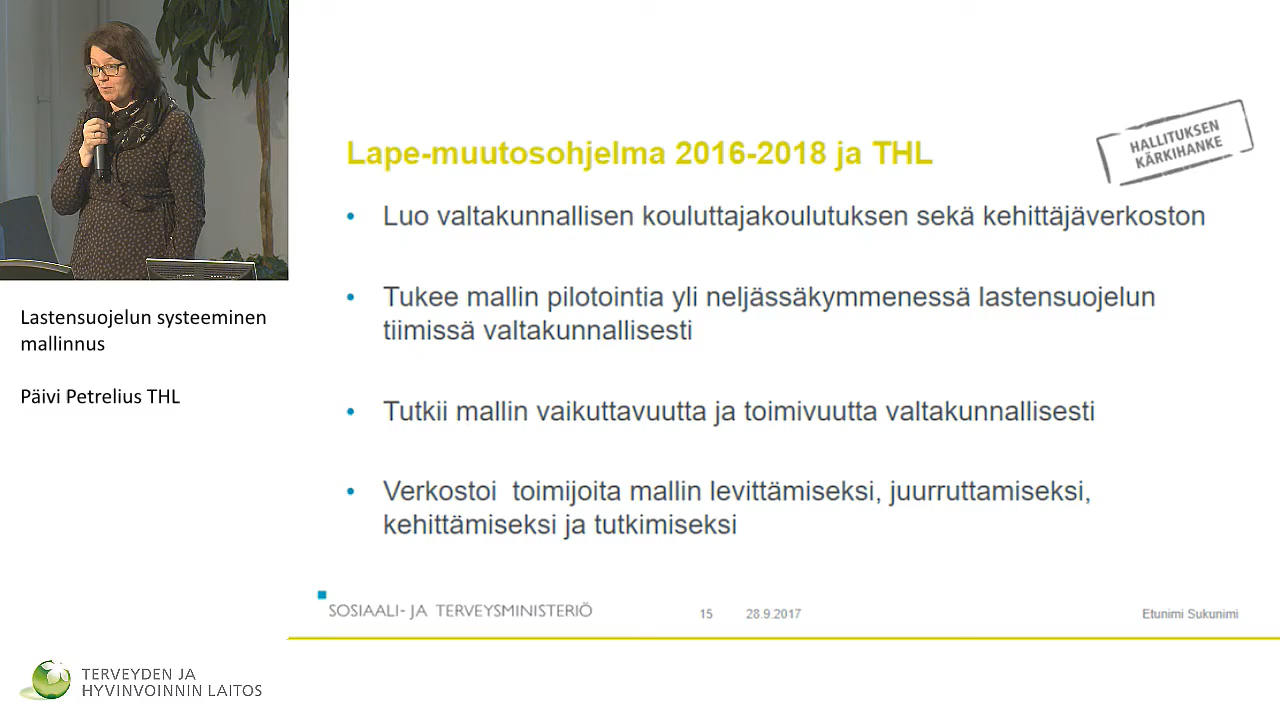 Lape-muutosohjelma 2016-2018 ja THL
HALLITUKSEN
KÄRKIHANKE
• Luo valtakunnallisen kouluttajakoulutuksen sekä kehittäjäverkoston
• Tukee mallin pilotointia yli neljässäkymmenessä lastensuojelun
tiimissä valtakunnallisesti
• Tutkii mallin vaikuttavuutta ja toimivuutta valtakunnallisesti
• Verkostoi toimijoita mallin levittämiseksi, juurruttamiseksi,
kehittämiseksi ja tutkimiseksi
SOSIAALI- JA TERVEYSMINISTERIÖ
15
28.9.2017
Etunimi Sukunimi
Lastensuojelun systeeminen
mallinnus
Päivi Petrelius THL
TERVEYDEN JA
HYVINVOINNIN LAITOS